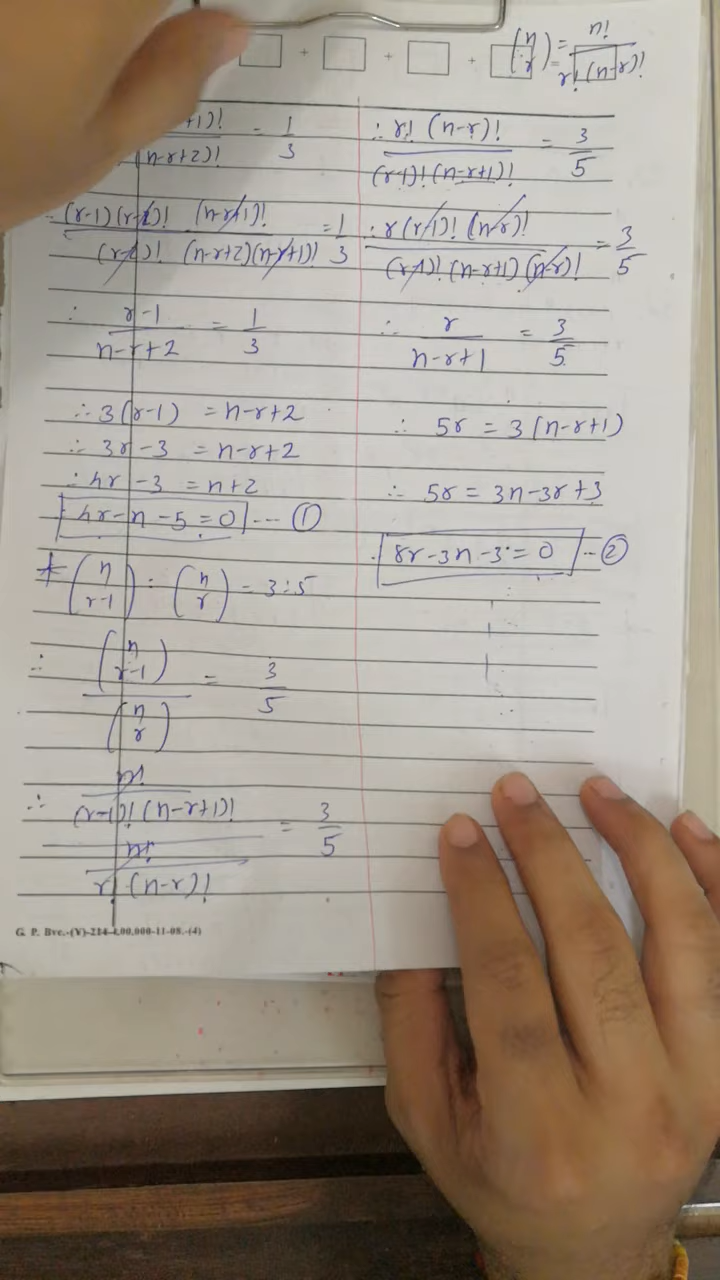 □ + □ + □ + □ (n r) = n! / r! (n-r)!
+1)! / (n-r+2)! = 1/3
(r-1)(r-2)! (n-r+1)! / (r-2)! (n-r+2)(n-r+1)! = 1/3
∴ r-1 / n-r+2 = 1/3
∴ 3(r-1) = n-r+2
∴ 3r-3 = n-r+2
∴ 4r-3 = n+2
4r-n-5=0 --- ①
* (n r-1) : (n r) = 3:5
∴ (n r-1) / (n r) = 3/5
∴ n! / (r-1)! (n-r+1)! / n! / r! (n-r)! = 3/5
∴ r! (n-r)! / (r-1)! (n-r+1)! = 3/5
∴ r(r-1)! (n-r)! / (r-1)! (n-r+1) (n-r)! = 3/5
∴ r / n-r+1 = 3/5
∴ 5r = 3(n-r+1)
∴ 5r = 3n-3r+3
8r-3n-3=0 --②
G. P. Bvc.-(Y)-214-4,00,000-11-08.-(4)